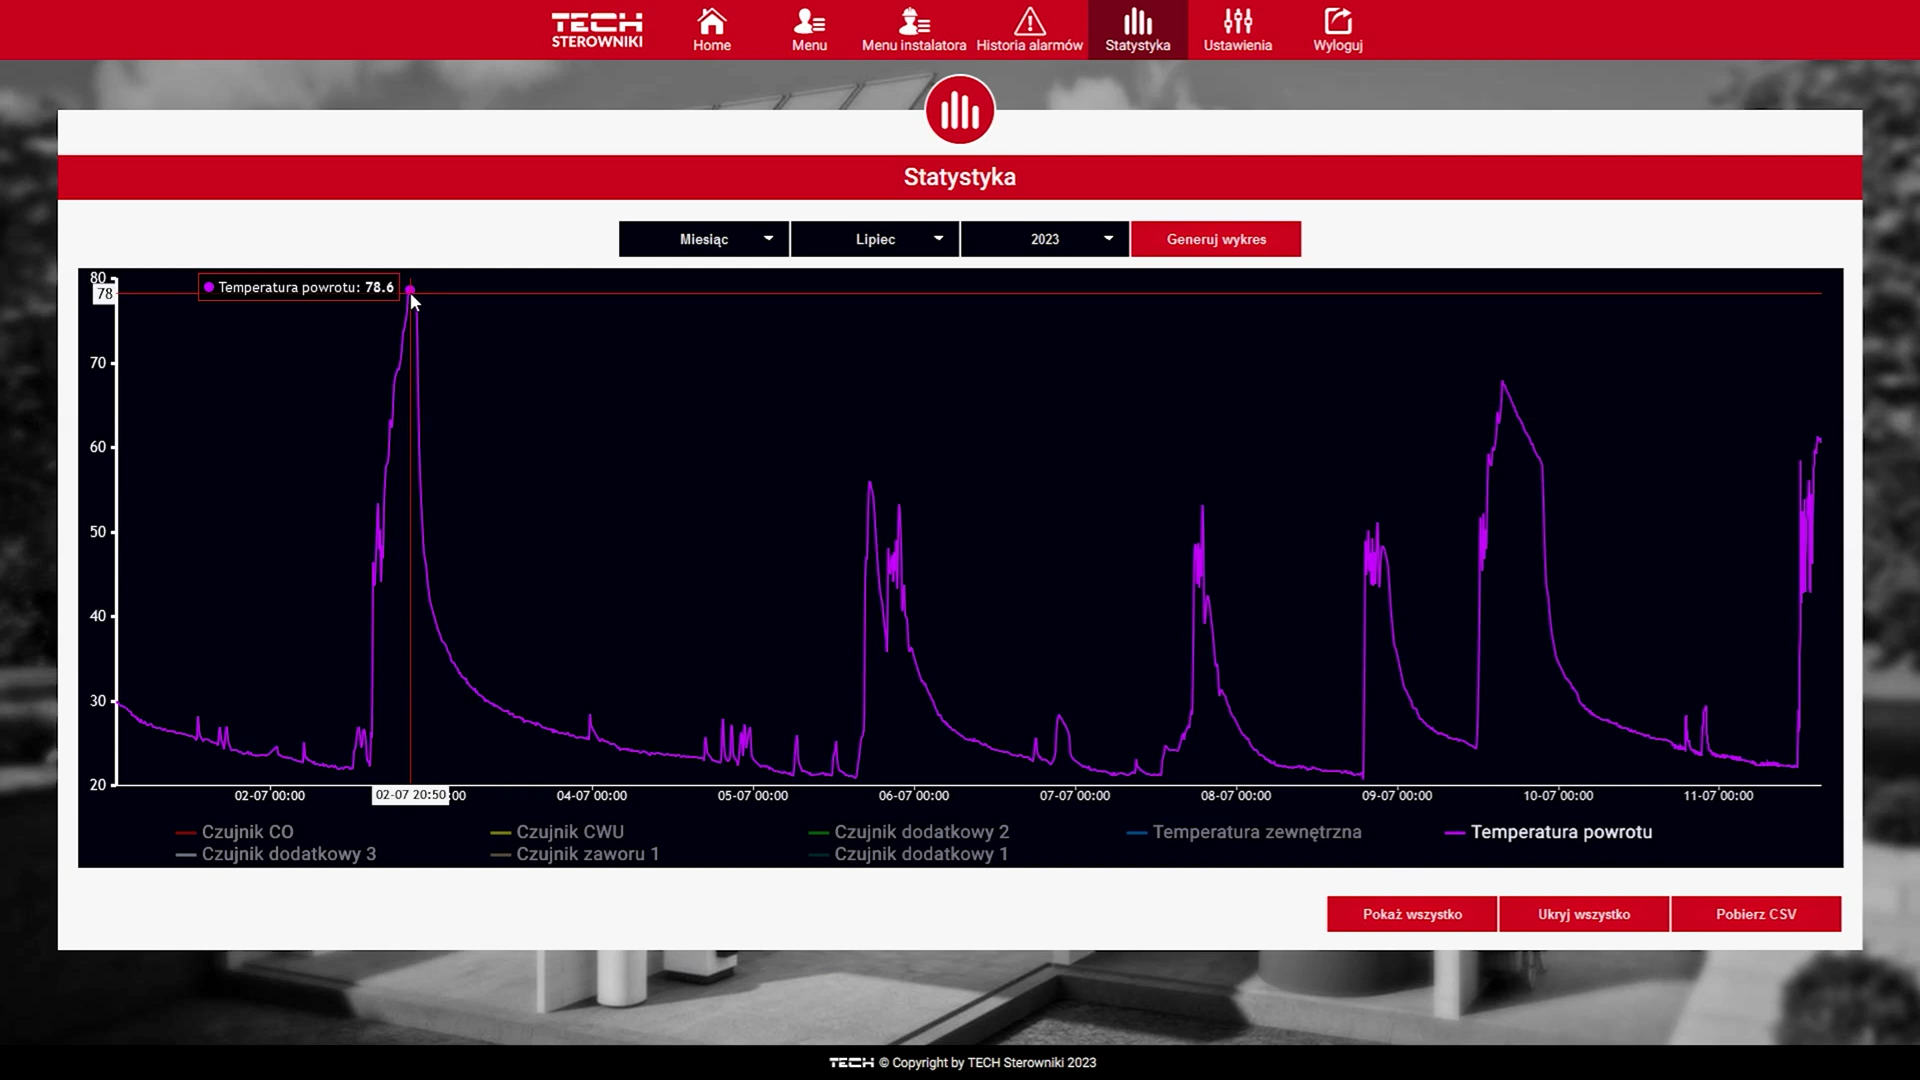 TECH
STEROWNIKI
Home
Menu
Menu instalatora
Historia alarmów
Statystyka
Ustawienia
Wyloguj
Statystyka
Miesiąc
Lipiec
2023
Generuj wykres
80
78
Temperatura powrotu: 78.6
70
60
50
40
30
20
02-07 00:00
02-07 20:50
:00
04-07 00:00
05-07 00:00
06-07 00:00
07-07 00:00
08-07 00:00
09-07 00:00
10-07 00:00
11-07 00:00
Czujnik CO
Czujnik CWU
Czujnik dodatkowy 2
Temperatura zewnętrzna
Temperatura powrotu
Czujnik dodatkowy 3
Czujnik zaworu 1
Czujnik dodatkowy 1
Pokaż wszystko
Ukryj wszystko
Pobierz CSV
TECH © Copyright by TECH Sterowniki 2023